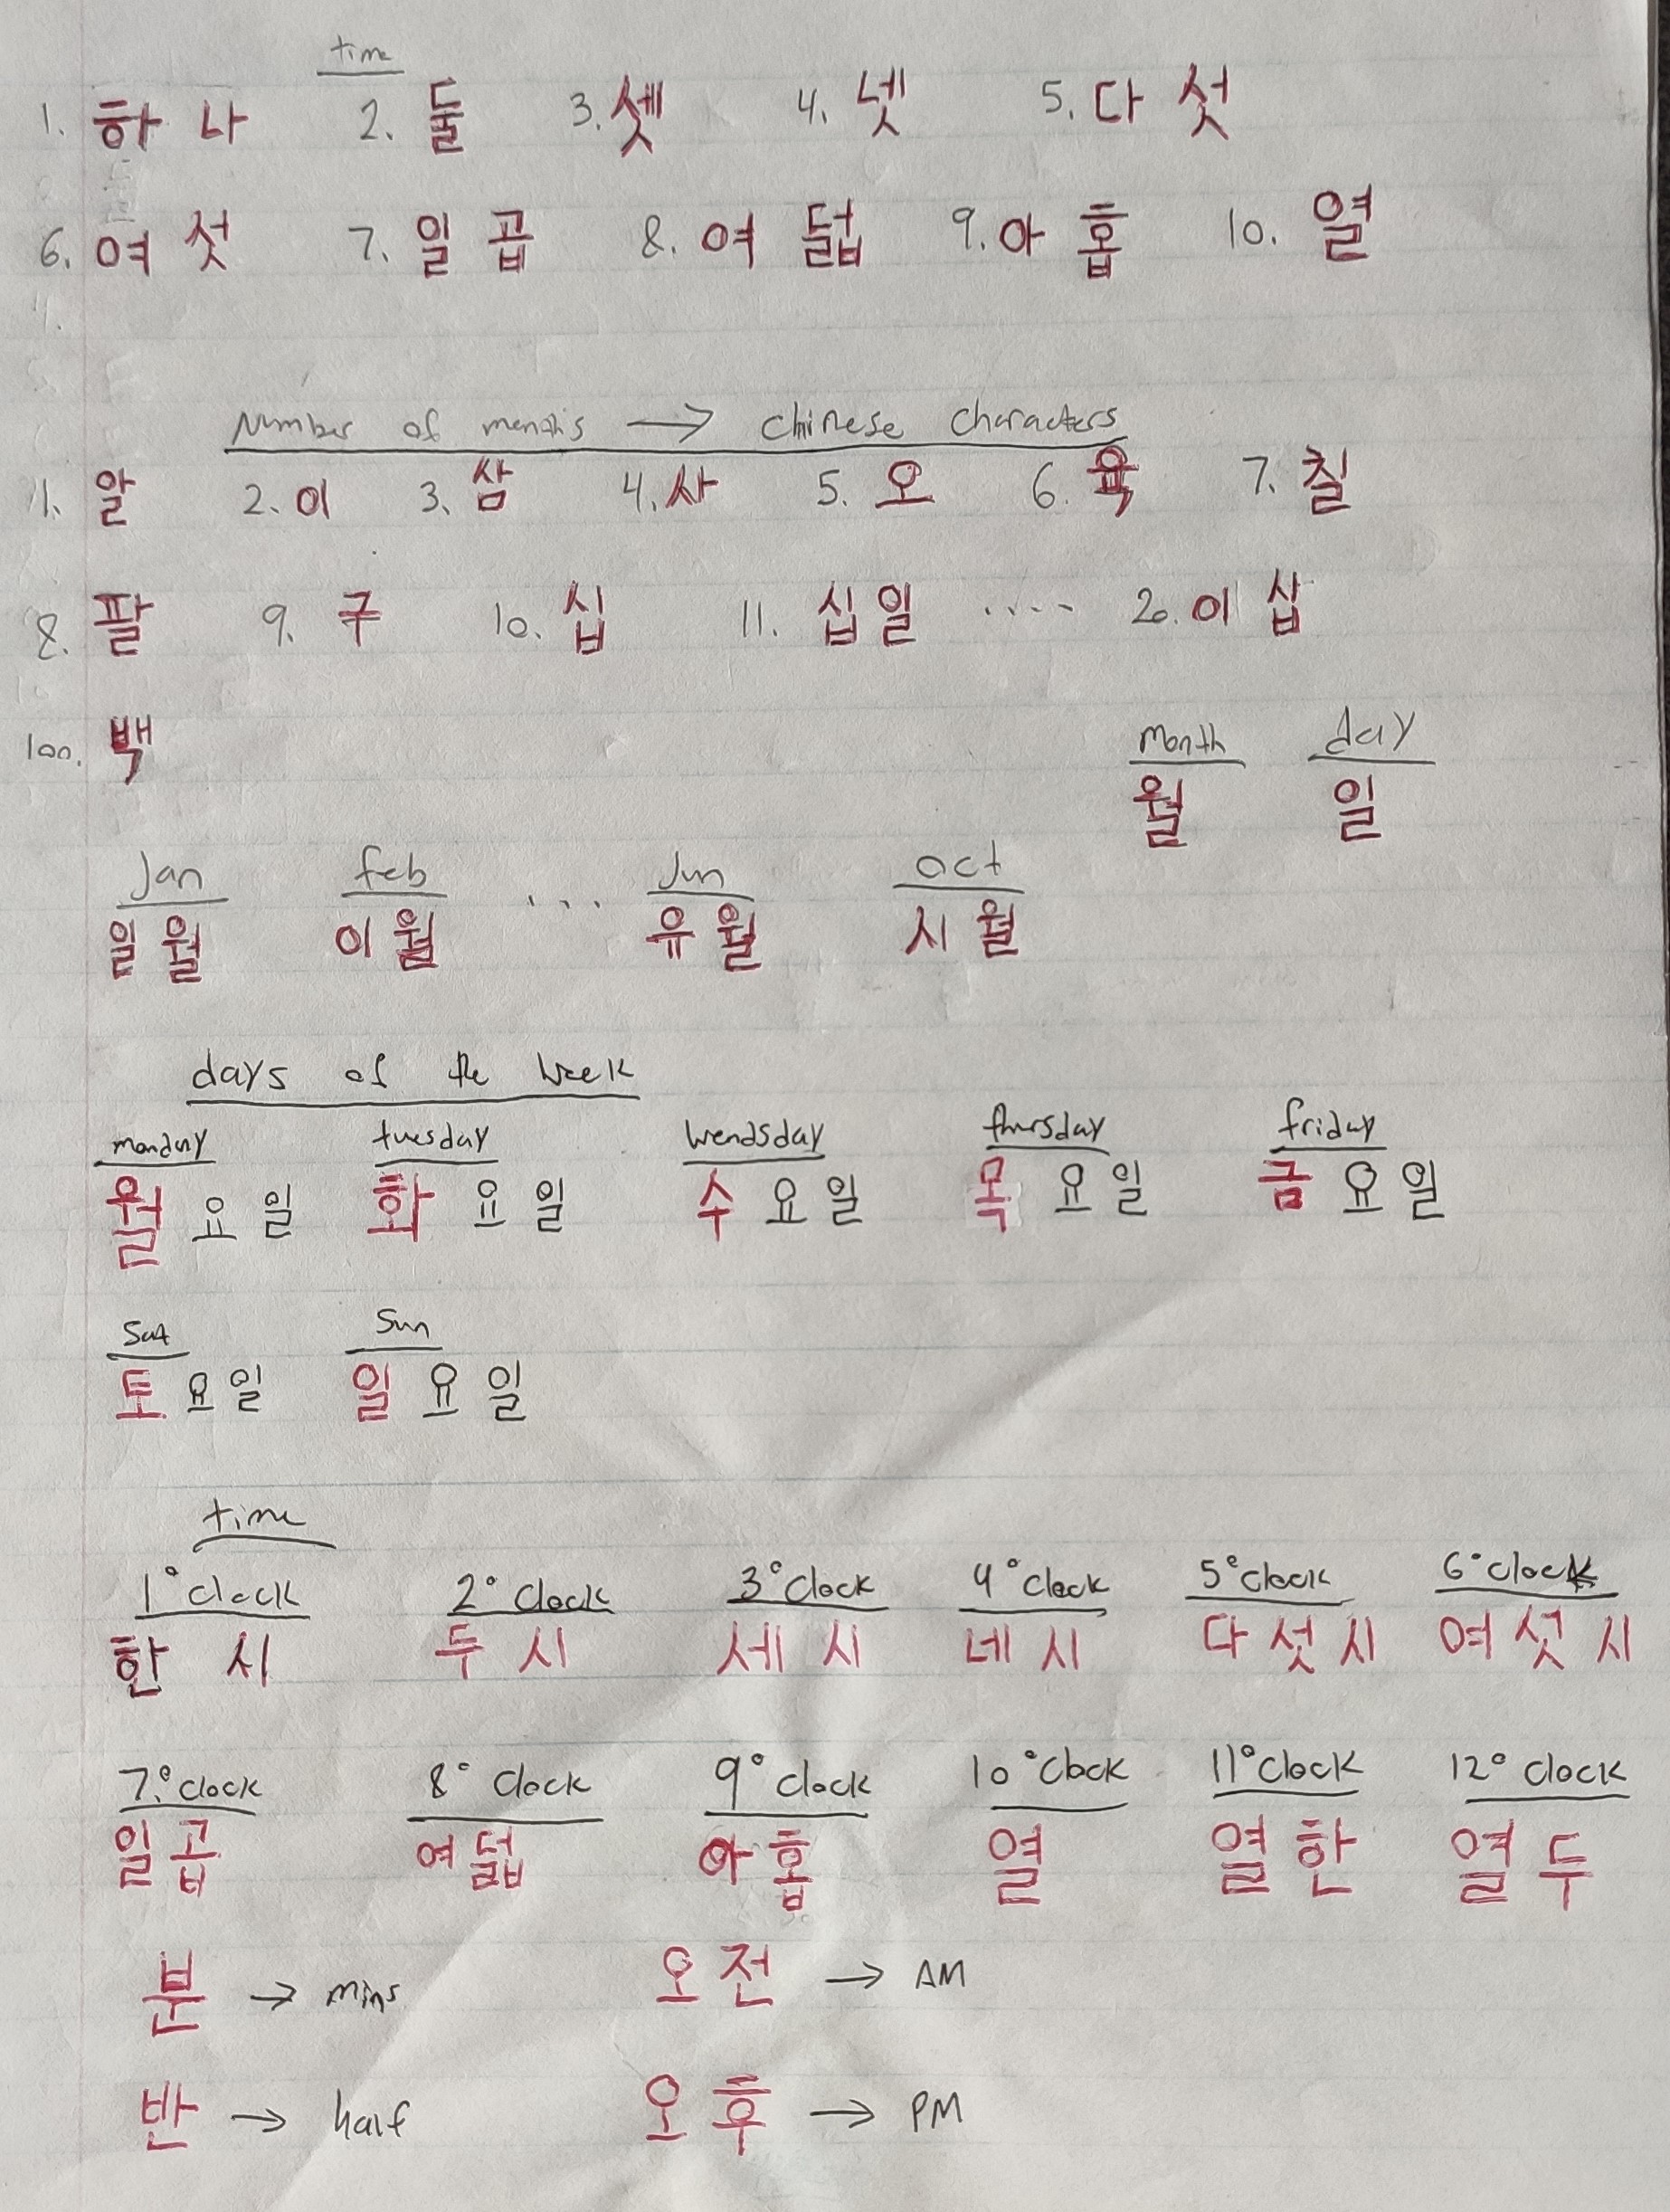 time
1. 하 나 2. 둘 3. 셋 4. 넷 5. 다 섯
6. 여 섯 7. 일 곱 8. 여 덟 9. 아 홉 10. 열
Number of months → Chinese Characters
1. 알 2. 이 3. 삼 4. 사 5. 오 6. 육 7. 칠
8. 팔 9. 구 10. 십 11. 십 일 .... 20. 이 삽
100. 백
Month day
월 일
Jan feb ... Jun oct
일 월 이 월 유 월 시 월
days of the week
monday tuesday wendsday thursday friday
월 요 일 화 요 일 수 요 일 목 요 일 금 요 일
Sat Sun
토 요 일 일 요 일
time
1° clock 2° clock 3° clock 4° clock 5° clock 6° clock
한 시 두 시 세 시 네 시 다 섯 시 여 섯 시
7.° clock 8° clock 9° clock 10° clock 11° clock 12° clock
일 곱 여 덟 아 홉 열 열 한 열 두
분 → mins 오 전 → AM
반 → half 오 후 → PM